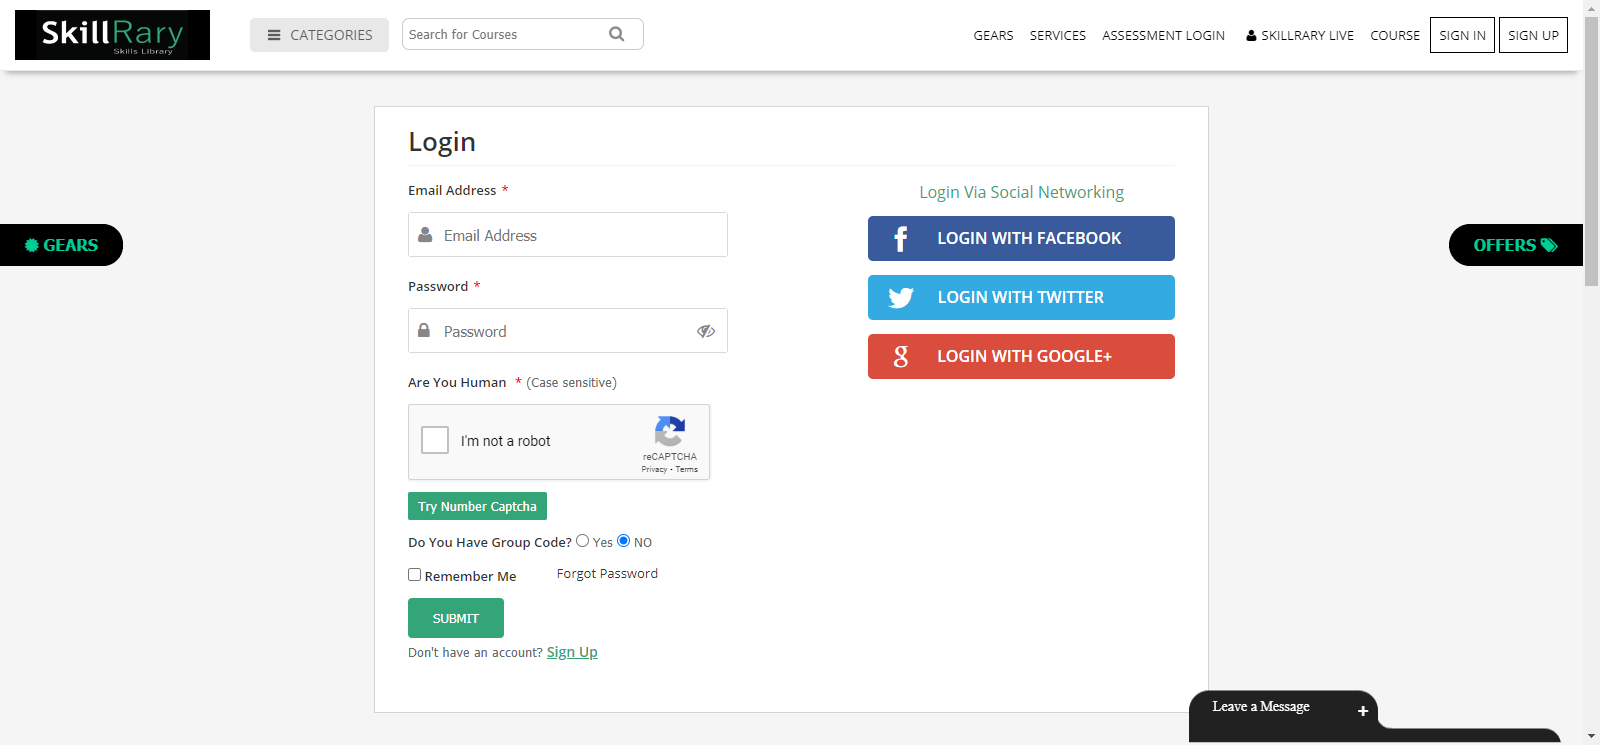 SkillRary
Skills Library
CATEGORIES
Search for Courses
GEARS SERVICES ASSESSMENT LOGIN SKILLRARY LIVE COURSE SIGN IN SIGN UP
Login
Email Address *
Email Address
Password *
Password
Are You Human * (Case sensitive)
I'm not a robot
reCAPTCHA
Privacy - Terms
Try Number Captcha
Do You Have Group Code? Yes NO
Remember Me Forgot Password
SUBMIT
Don't have an account? Sign Up
Login Via Social Networking
LOGIN WITH FACEBOOK
LOGIN WITH TWITTER
LOGIN WITH GOOGLE+
GEARS
OFFERS
Leave a Message +